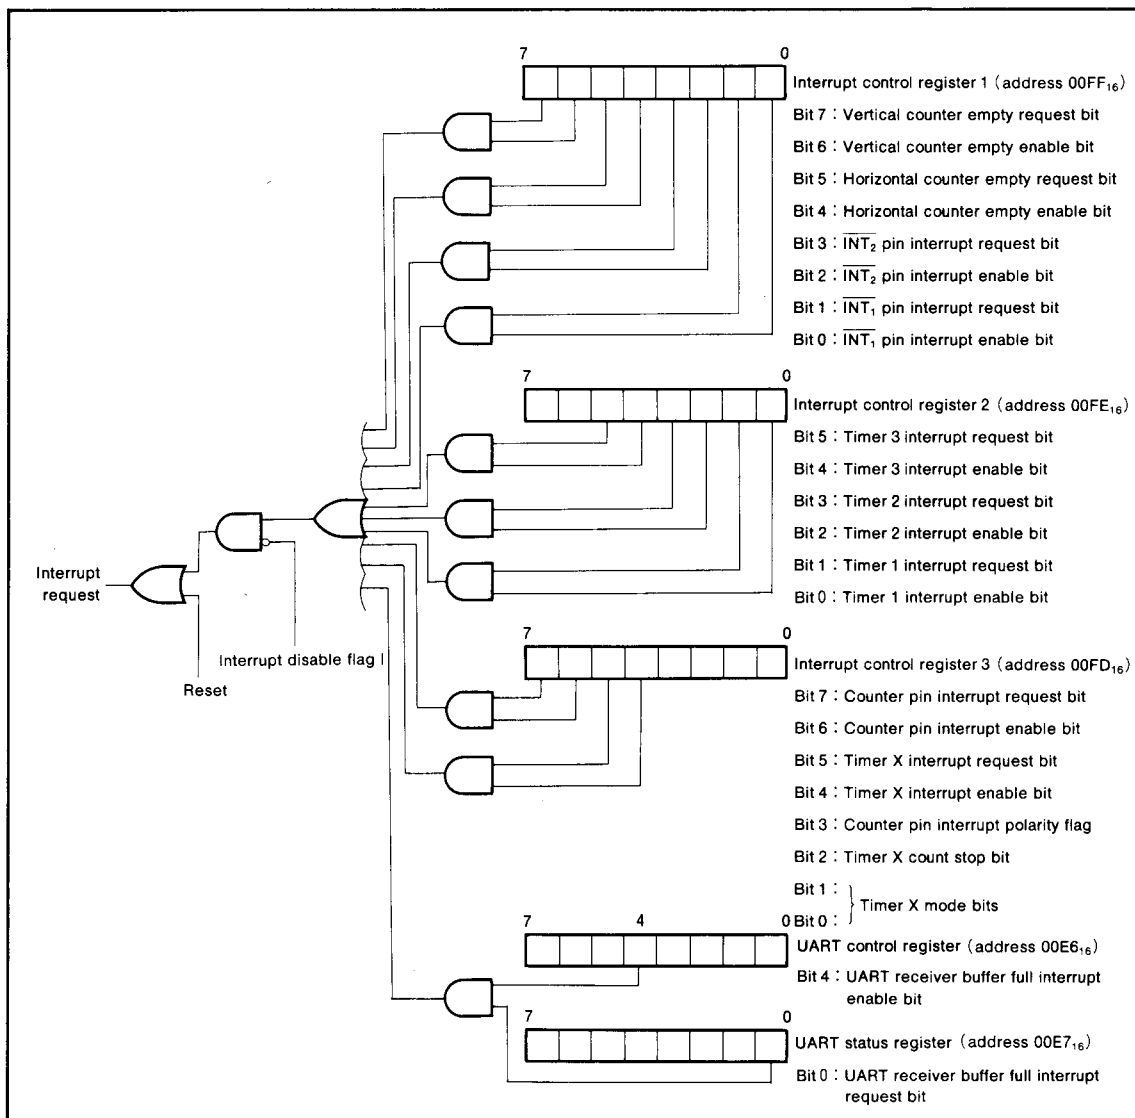 7 0
Interrupt control register 1 (address 00FF₁₆)
Bit 7 : Vertical counter empty request bit
Bit 6 : Vertical counter empty enable bit
Bit 5 : Horizontal counter empty request bit
Bit 4 : Horizontal counter empty enable bit
Bit 3 : I̅N̅T̅₂̅ pin interrupt request bit
Bit 2 : I̅N̅T̅₂̅ pin interrupt enable bit
Bit 1 : I̅N̅T̅₁̅ pin interrupt request bit
Bit 0 : I̅N̅T̅₁̅ pin interrupt enable bit
7 0
Interrupt control register 2 (address 00FE₁₆)
Bit 5 : Timer 3 interrupt request bit
Bit 4 : Timer 3 interrupt enable bit
Bit 3 : Timer 2 interrupt request bit
Bit 2 : Timer 2 interrupt enable bit
Bit 1 : Timer 1 interrupt request bit
Bit 0 : Timer 1 interrupt enable bit
Interrupt
request
Interrupt disable flag I
Reset
7 0
Interrupt control register 3 (address 00FD₁₆)
Bit 7 : Counter pin interrupt request bit
Bit 6 : Counter pin interrupt enable bit
Bit 5 : Timer X interrupt request bit
Bit 4 : Timer X interrupt enable bit
Bit 3 : Counter pin interrupt polarity flag
Bit 2 : Timer X count stop bit
Bit 1 :
Timer X mode bits
Bit 0 :
7 4 0
UART control register (address 00E6₁₆)
Bit 4 : UART receiver buffer full interrupt
enable bit
7 0
UART status register (address 00E7₁₆)
Bit 0 : UART receiver buffer full interrupt
request bit